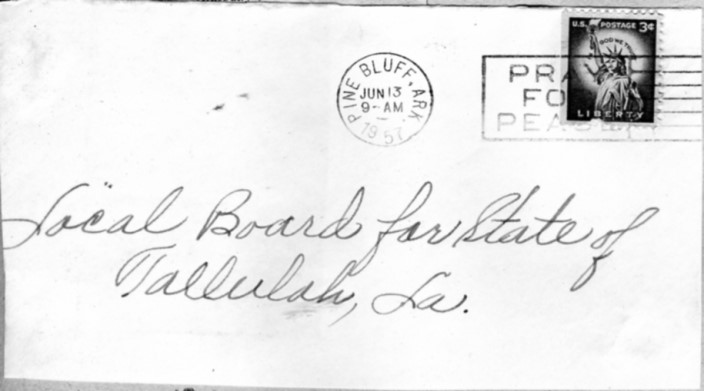 U.S. POSTAGE 3¢
IN GOD WE TRUST
LIBERTY
PINE BLUFF, ARK.
JUN 13
9-AM
1957
PRAY
FOR
PEACE
Local Board for State of
Tallulah, La.